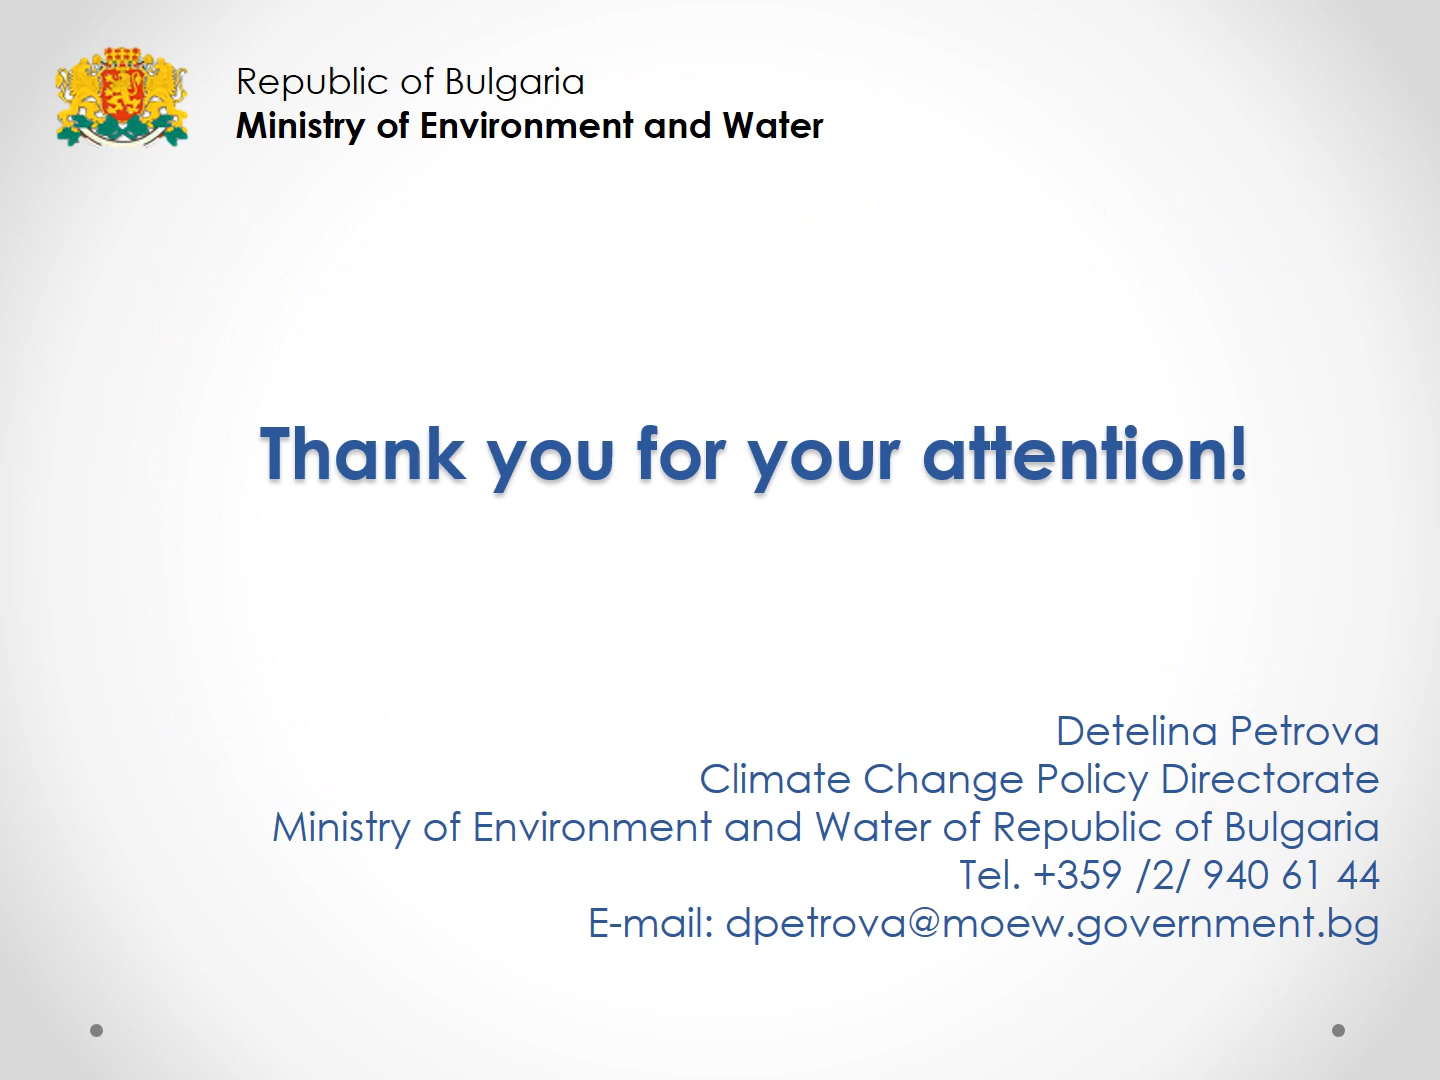 Republic of Bulgaria
Ministry of Environment and Water
Thank you for your attention!
Detelina Petrova
Climate Change Policy Directorate
Ministry of Environment and Water of Republic of Bulgaria
Tel. +359 /2/ 940 61 44
E-mail: dpetrova@moew.government.bg